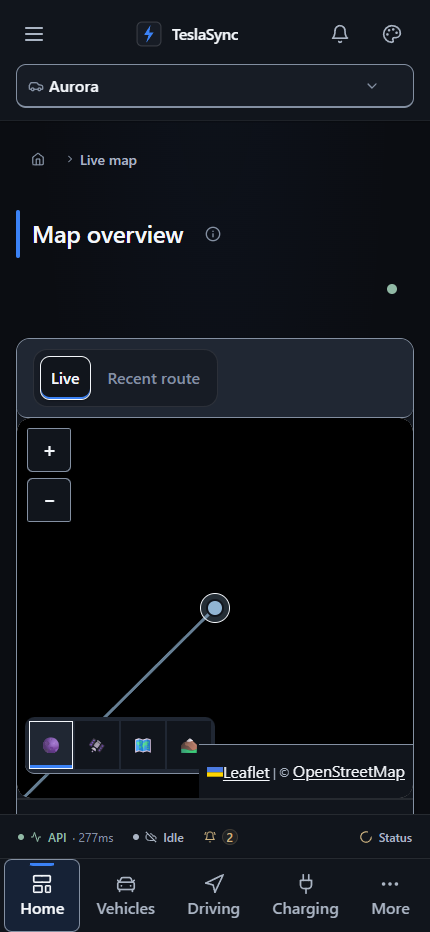 TeslaSync
Aurora
Live map
Map overview
Live
Recent route
+
−
Leaflet | © OpenStreetMap
API · 277ms
Idle
2
Status
Home
Vehicles
Driving
Charging
More